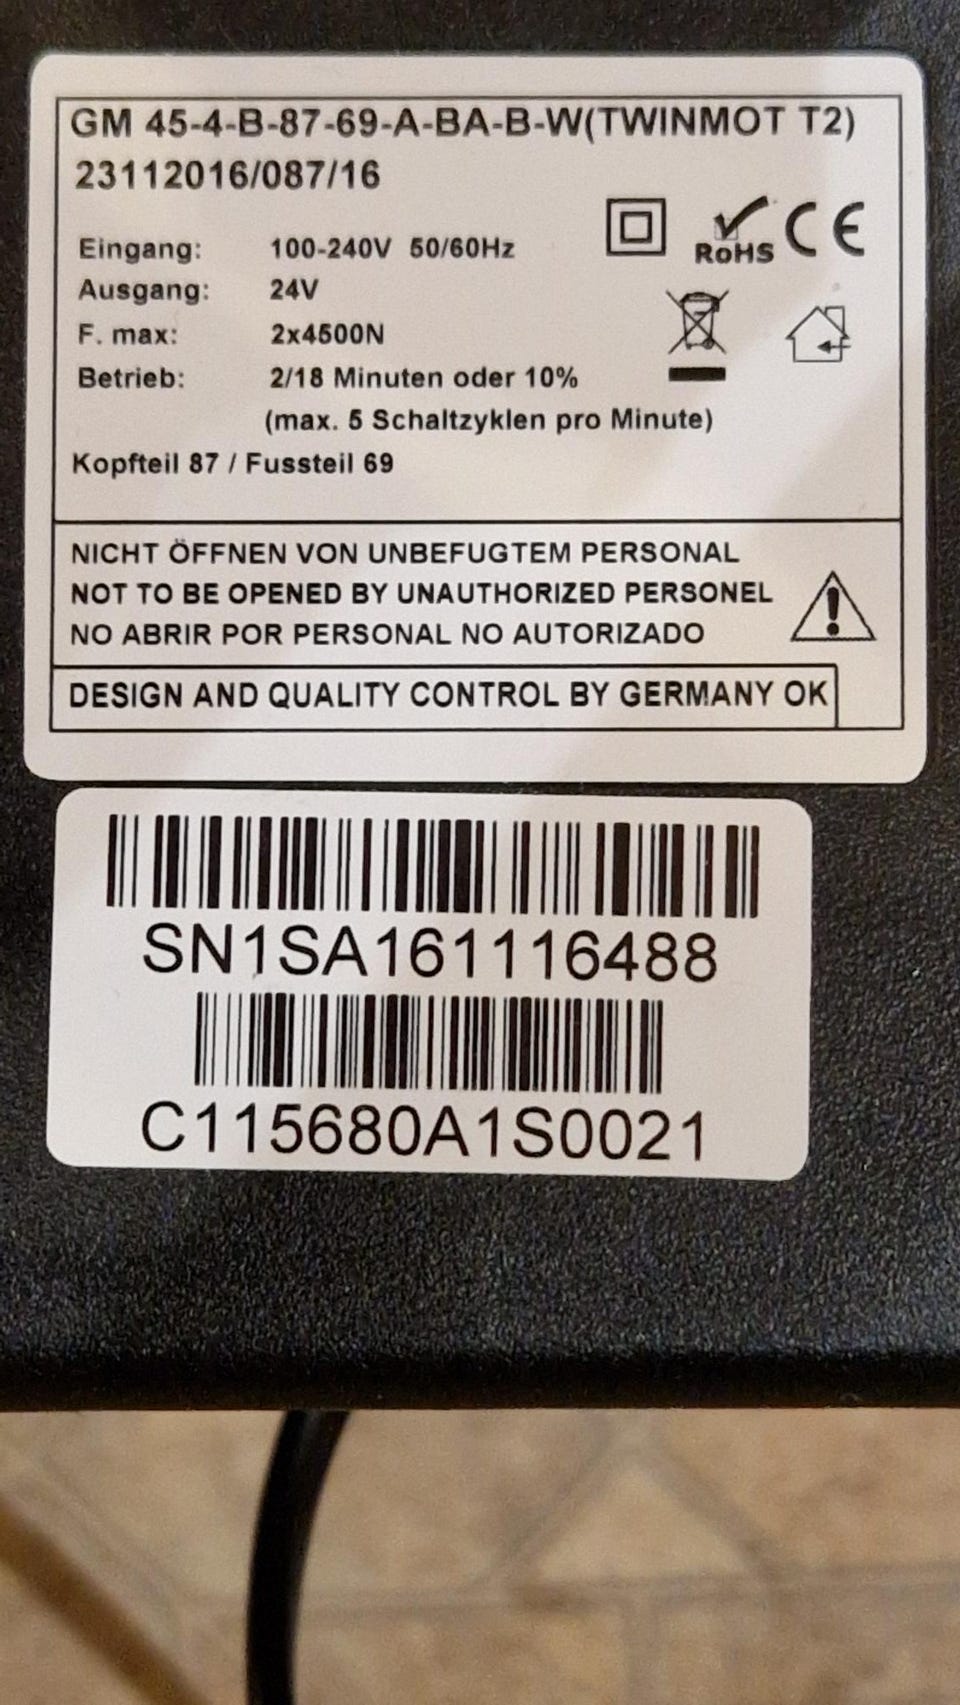 GM 45-4-B-87-69-A-BA-B-W(TWINMOT T2)
23112016/087/16
Eingang: 100-240V 50/60Hz
Ausgang: 24V
F. max: 2x4500N
Betrieb: 2/18 Minuten oder 10%
(max. 5 Schaltzyklen pro Minute)
Kopfteil 87 / Fussteil 69
RoHS CE
NICHT ÖFFNEN VON UNBEFUGTEM PERSONAL
NOT TO BE OPENED BY UNAUTHORIZED PERSONEL
NO ABRIR POR PERSONAL NO AUTORIZADO
DESIGN AND QUALITY CONTROL BY GERMANY OK
SN1SA161116488
C115680A1S0021